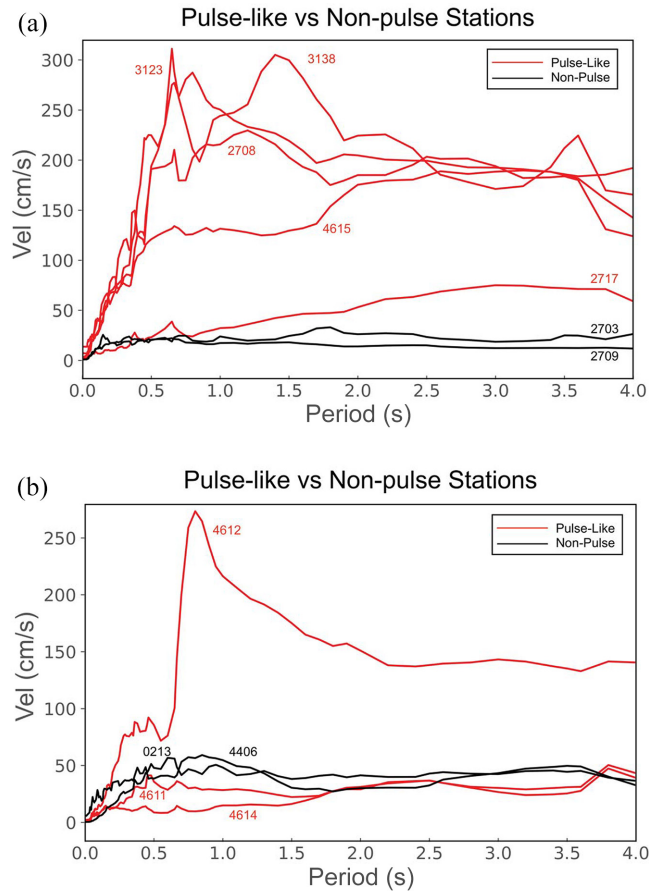 (a)
Pulse-like vs Non-pulse Stations
300
250
200
150
100
50
0
Vel (cm/s)
3123
3138
2708
4615
2717
2703
2709
Pulse-Like
Non-Pulse
0.0 0.5 1.0 1.5 2.0 2.5 3.0 3.5 4.0
Period (s)
(b)
Pulse-like vs Non-pulse Stations
250
200
150
100
50
0
Vel (cm/s)
4612
0213
4406
4611
4614
Pulse-Like
Non-Pulse
0.0 0.5 1.0 1.5 2.0 2.5 3.0 3.5 4.0
Period (s)